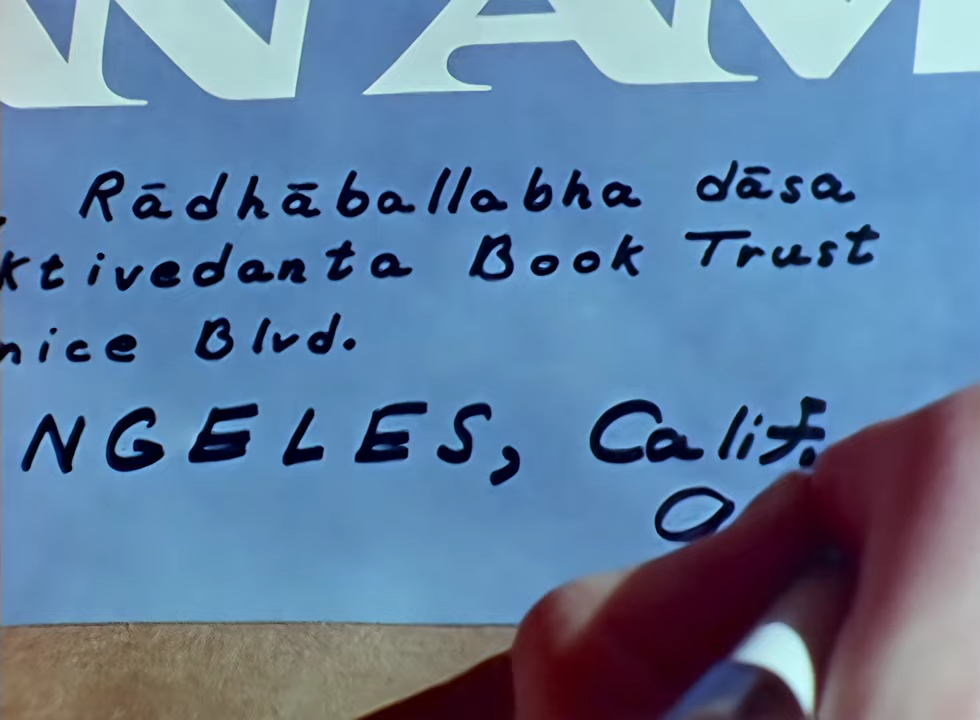 Rādhāballabha dāsa
ktivedanta Book Trust
nice Blvd.
NGELES, Calif.